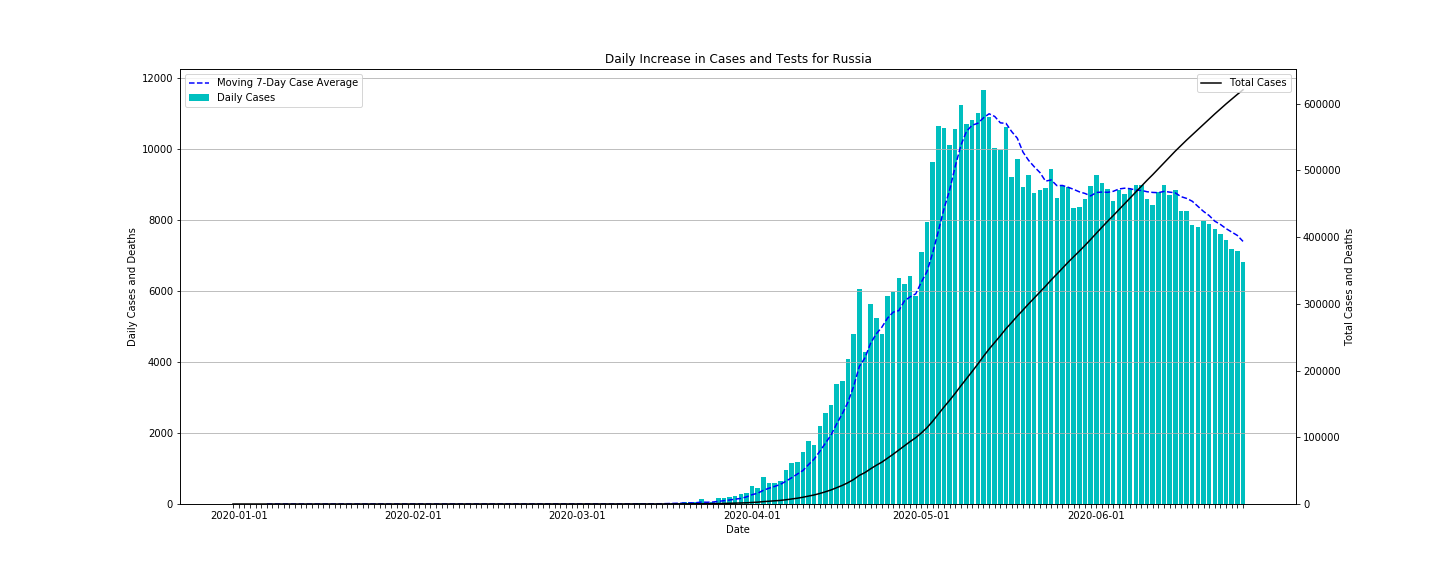 Daily Increase in Cases and Tests for Russia
Moving 7-Day Case Average
Daily Cases
Total Cases
12000
10000
8000
6000
4000
2000
0
Daily Cases and Deaths
600000
500000
400000
300000
200000
100000
0
Total Cases and Deaths
2020-01-01
2020-02-01
2020-03-01
2020-04-01
2020-05-01
2020-06-01
Date